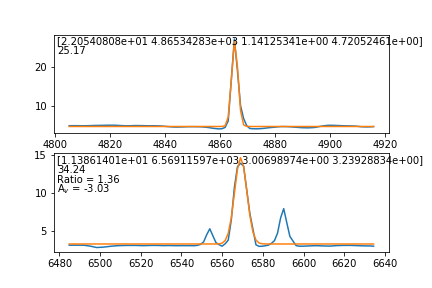 [2.20540808e+01 4.86534283e+03 1.14125341e+00 4.72052461e+00]
25.17
20
10
4800 4820 4840 4860 4880 4900 4920
[1.13861401e+01 6.56911597e+03 3.00698974e+00 3.23928834e+00]
15
34.24
Ratio = 1.36
Av = -3.03
10
5
6480 6500 6520 6540 6560 6580 6600 6620 6640